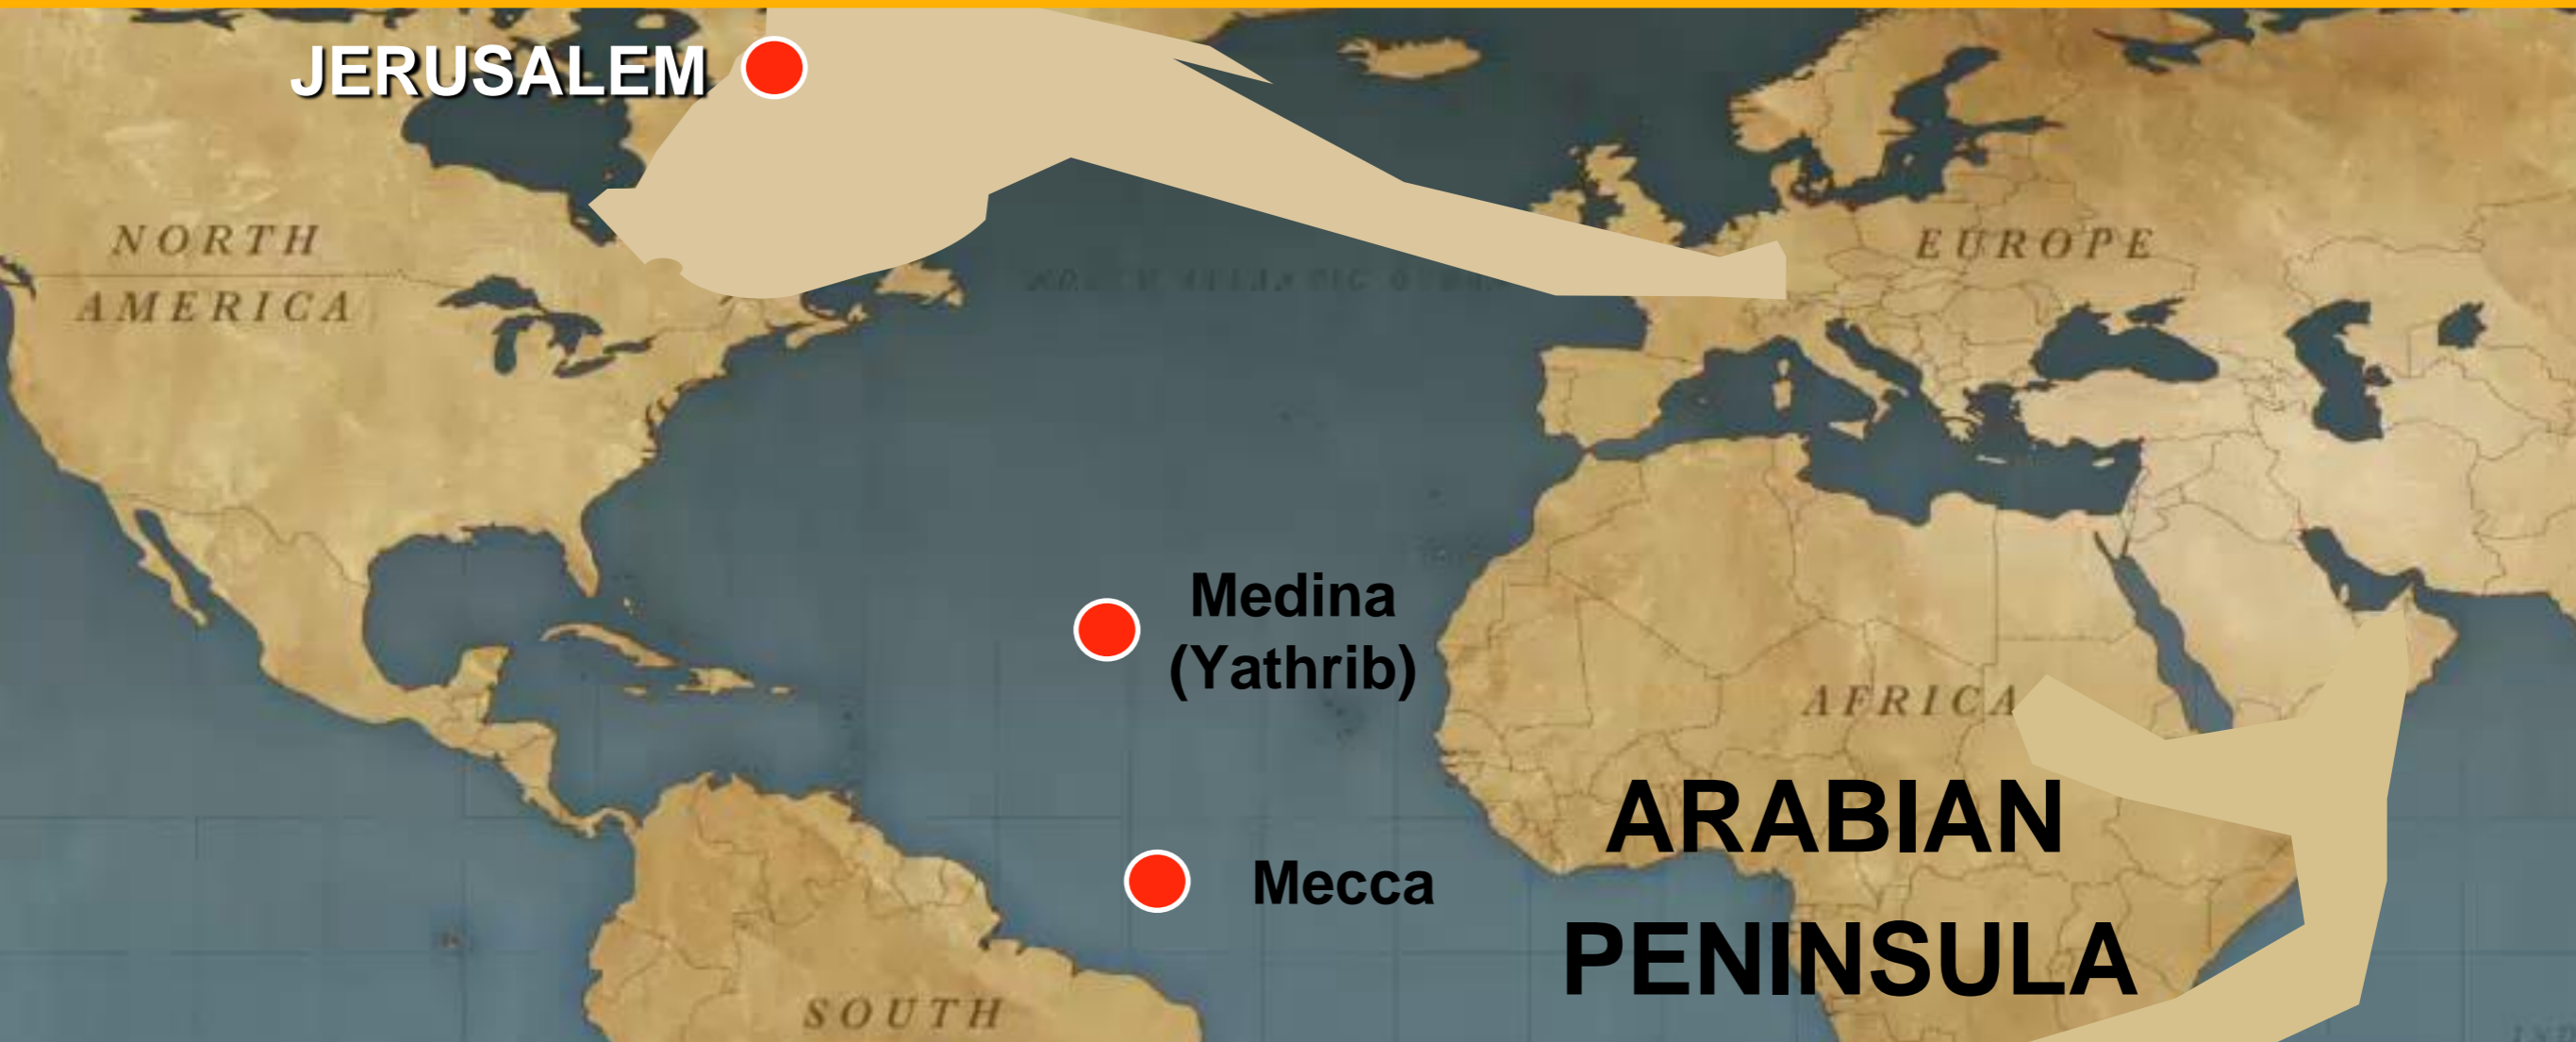 JERUSALEM
NORTH
AMERICA
EUROPE
Medina
(Yathrib)
AFRICA
ARABIAN
Mecca
PENINSULA
SOUTH